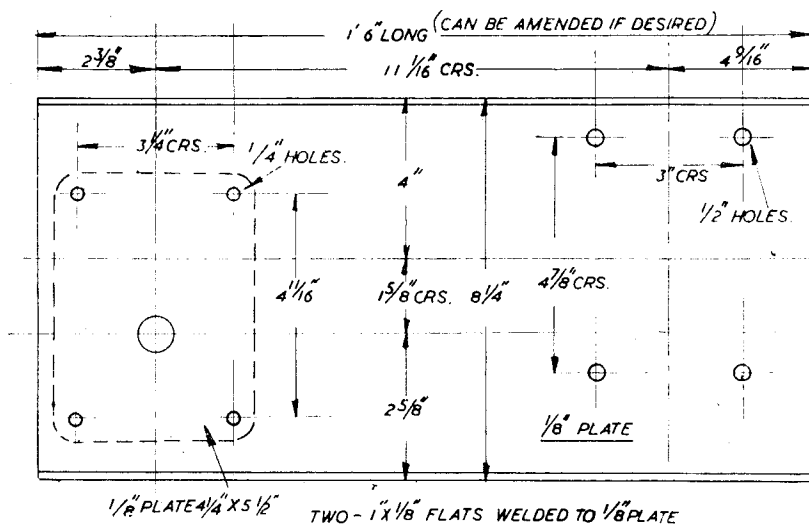 1' 6" LONG (CAN BE AMENDED IF DESIRED)
2 3/8"
11 1/16" CRS.
4 9/16"
3 1/4" CRS.
1/4" HOLES.
4"
3" CRS
1/2" HOLES.
4 11/16"
1 5/8" CRS.
8 1/4"
4 7/8" CRS.
2 5/8"
1/8" PLATE
1/8" PLATE 4 1/4" X 5 1/2"
TWO - 1" X 1/8" FLATS WELDED TO 1/8" PLATE